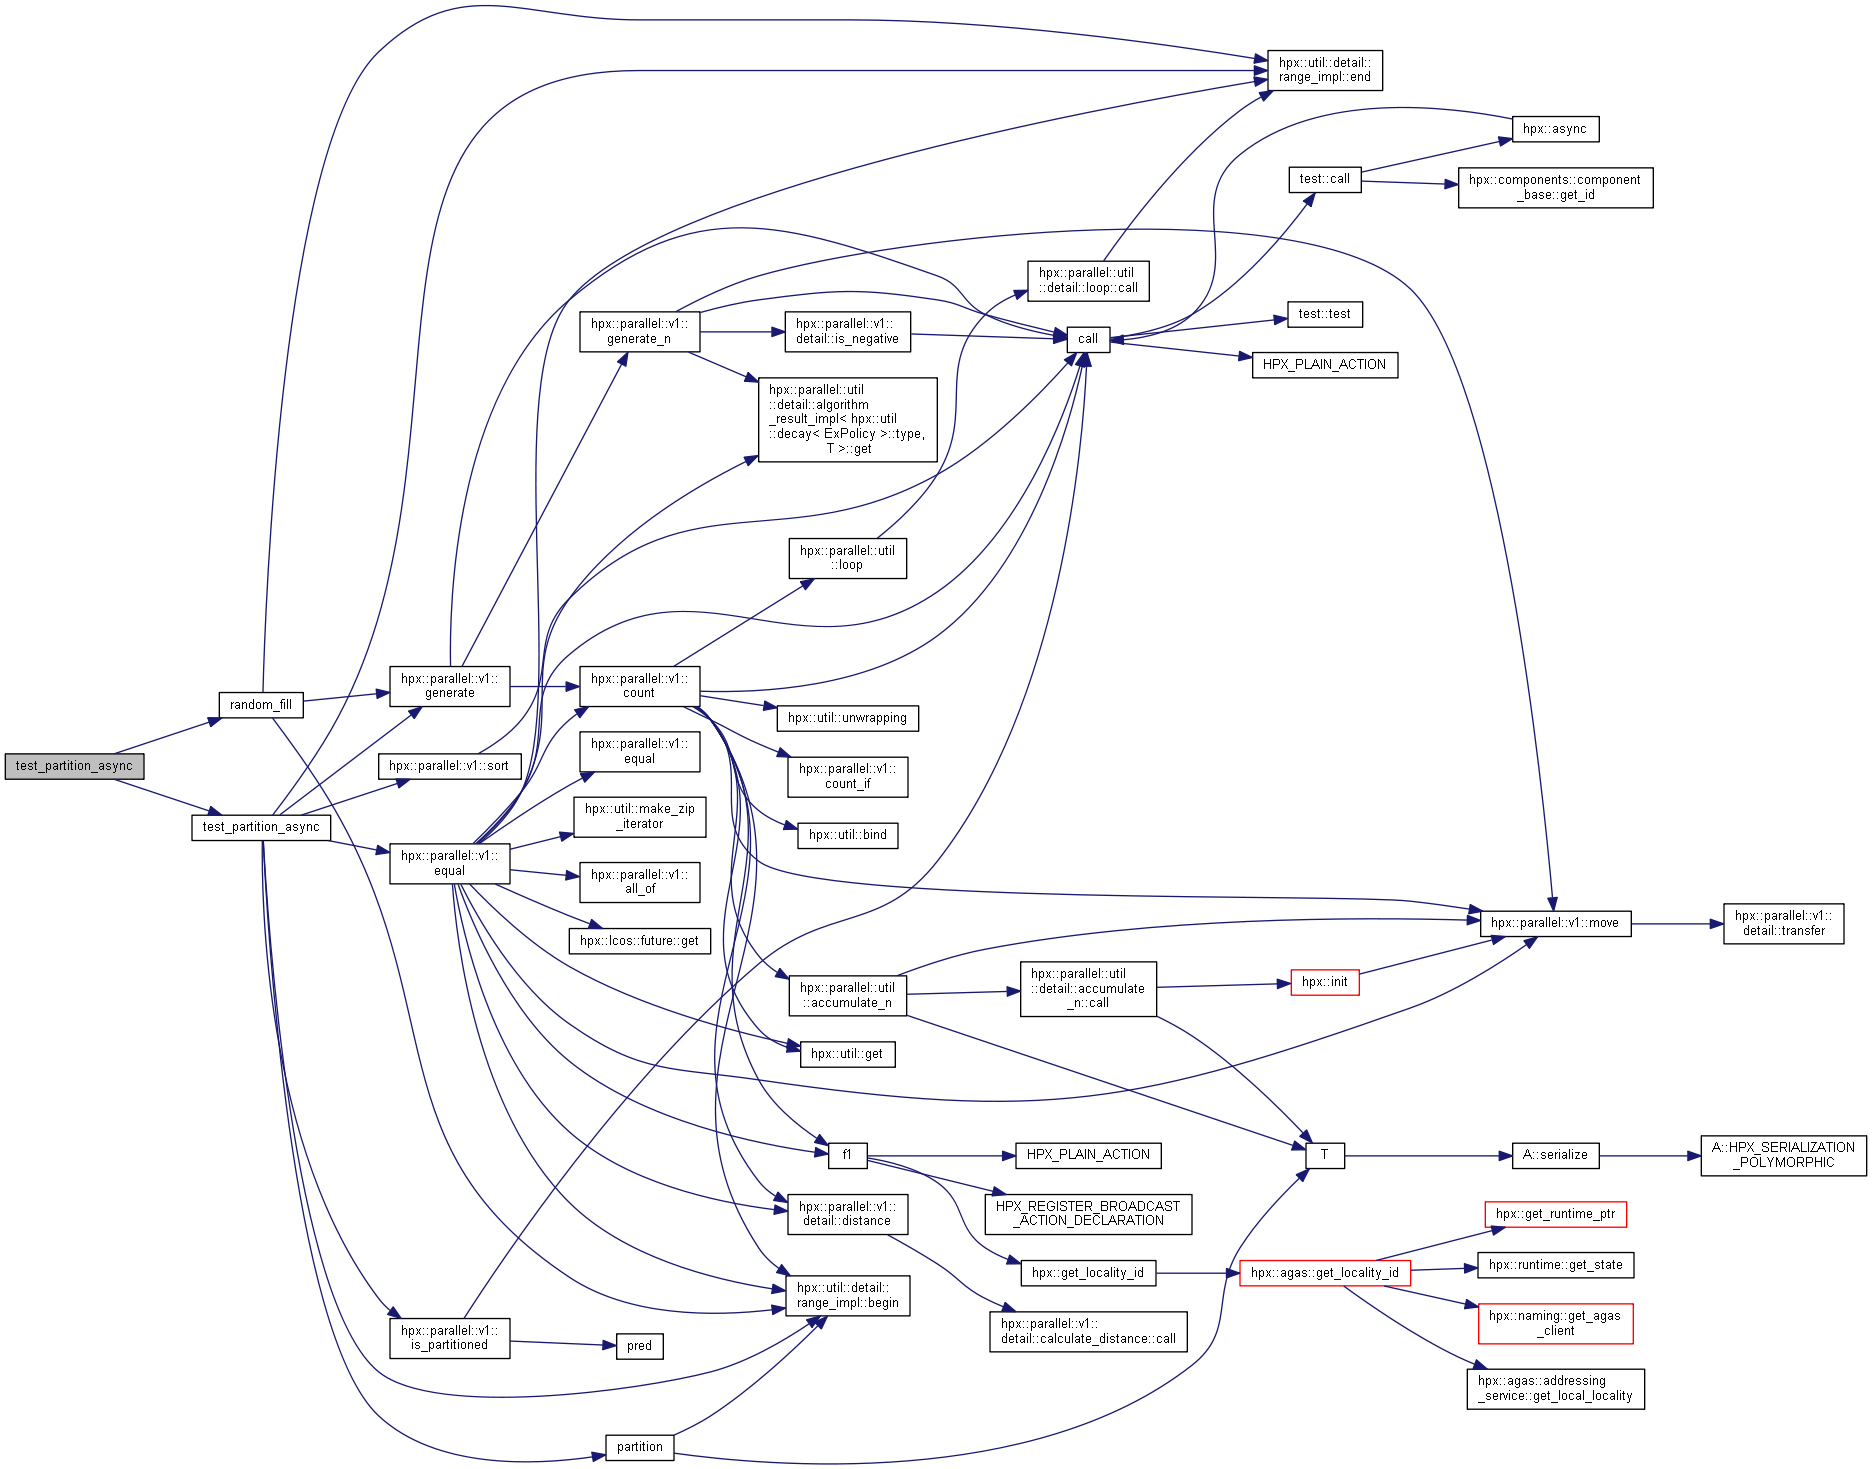 test_partition_async
random_fill
test_partition_async
hpx::parallel::v1::
generate
hpx::parallel::v1::sort
hpx::parallel::v1::
equal
hpx::parallel::v1::
is_partitioned
hpx::parallel::v1::
generate_n
hpx::parallel::v1::
count
hpx::parallel::v1::
equal
hpx::util::make_zip
_iterator
hpx::parallel::v1::
all_of
hpx::lcos::future::get
pred
partition
hpx::parallel::v1::
detail::is_negative
hpx::parallel::util
::detail::algorithm
_result_impl< hpx::util
::decay< ExPolicy >::type,
T >::get
hpx::parallel::util
::loop
hpx::util::unwrapping
hpx::parallel::v1::
count_if
hpx::util::bind
hpx::parallel::util
::accumulate_n
hpx::util::get
f1
hpx::parallel::v1::
detail::distance
hpx::util::detail::
range_impl::begin
hpx::parallel::util
::detail::loop::call
call
hpx::parallel::util
::detail::accumulate
_n::call
HPX_PLAIN_ACTION
HPX_REGISTER_BROADCAST
_ACTION_DECLARATION
hpx::get_locality_id
hpx::parallel::v1::
detail::calculate_distance::call
hpx::util::detail::
range_impl::end
test::call
test::test
HPX_PLAIN_ACTION
hpx::init
T
hpx::agas::get_locality_id
hpx::async
hpx::components::component
_base::get_id
hpx::parallel::v1::move
A::serialize
hpx::get_runtime_ptr
hpx::runtime::get_state
hpx::naming::get_agas
_client
hpx::agas::addressing
_service::get_local_locality
hpx::parallel::v1::
detail::transfer
A::HPX_SERIALIZATION
_POLYMORPHIC